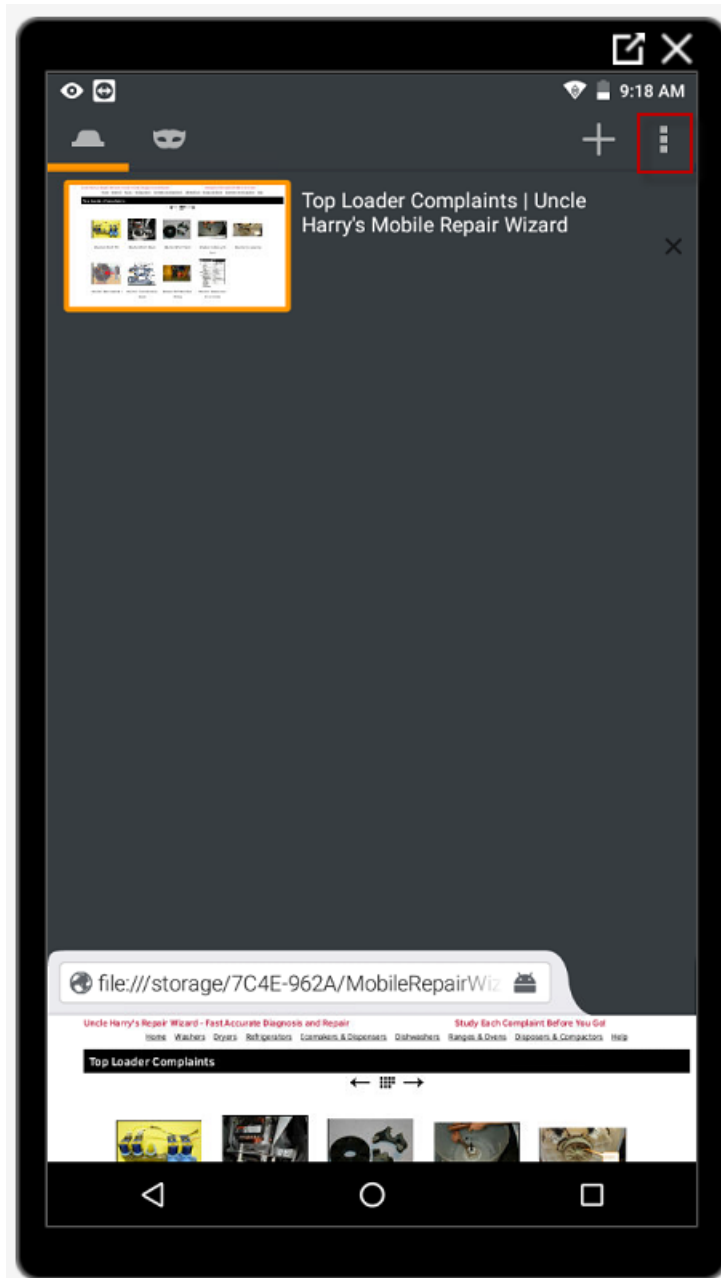 9:18 AM
Top Loader Complaints | Uncle
Harry's Mobile Repair Wizard
file:///storage/7C4E-962A/MobileRepairWiz
Uncle Harry's Repair Wizard - Fast Accurate Diagnosis and Repair Study Each Complaint Before You Go!
Home Washers Dryers Refrigerators Icemakers & Dispensers Dishwashers Ranges & Ovens Disposers & Compactors Help
Top Loader Complaints